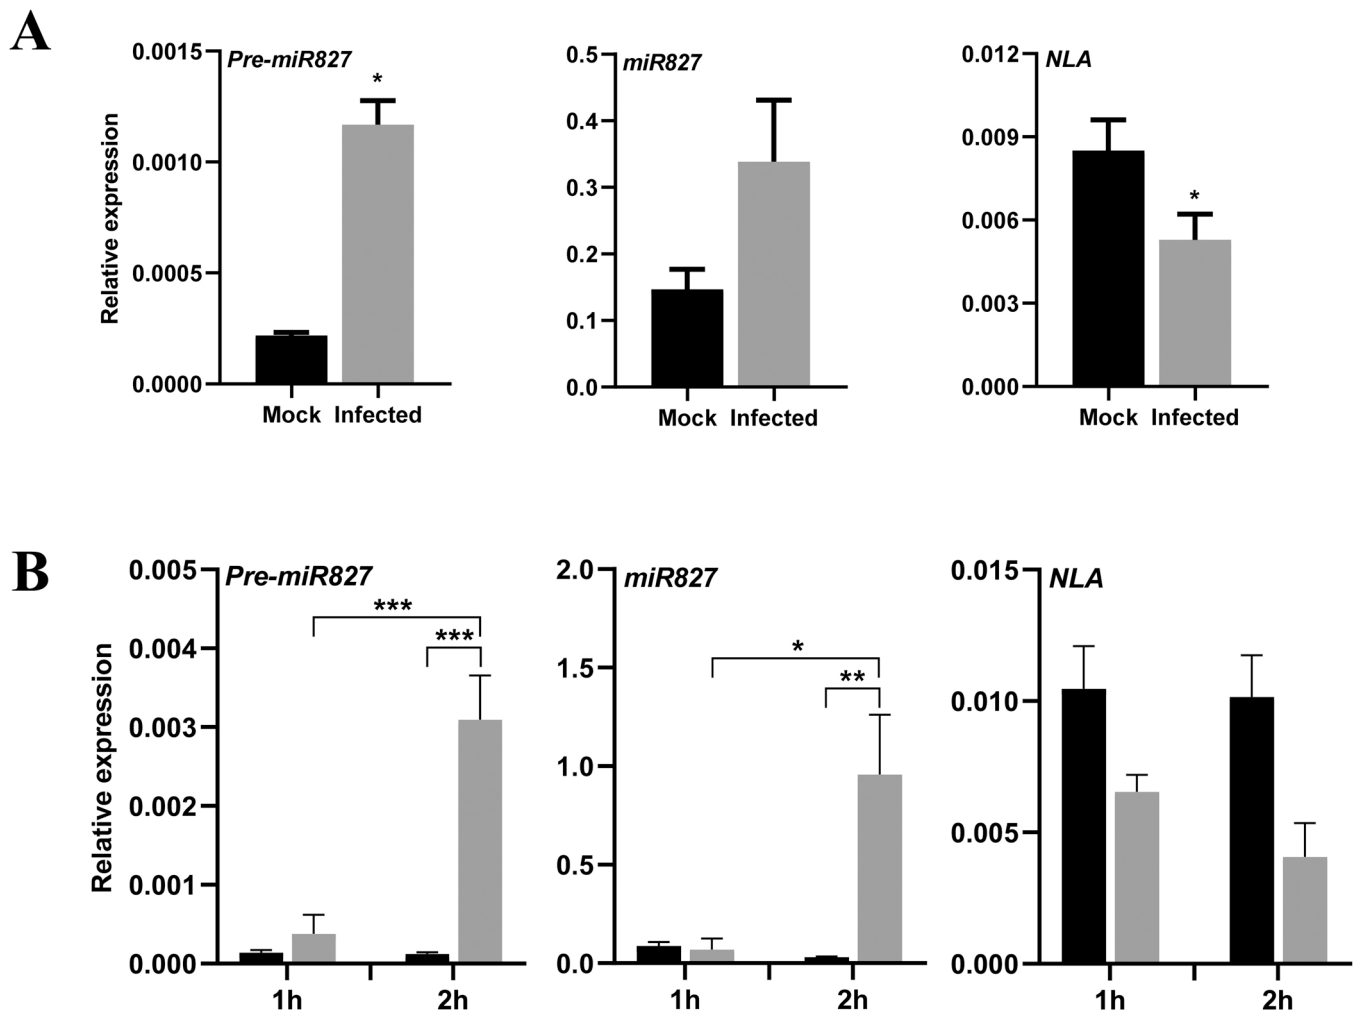 A
Relative expression
Pre-miR827
0.0015
0.0010
0.0005
0.0000
*
Mock Infected
miR827
0.5
0.4
0.3
0.2
0.1
0.0
Mock Infected
NLA
0.012
0.009
0.006
0.003
0.000
*
Mock Infected
B
Relative expression
Pre-miR827
0.005
0.004
0.003
0.002
0.001
0.000
***
***
1h 2h
miR827
2.0
1.5
1.0
0.5
0.0
*
**
1h 2h
NLA
0.015
0.010
0.005
0.000
1h 2h